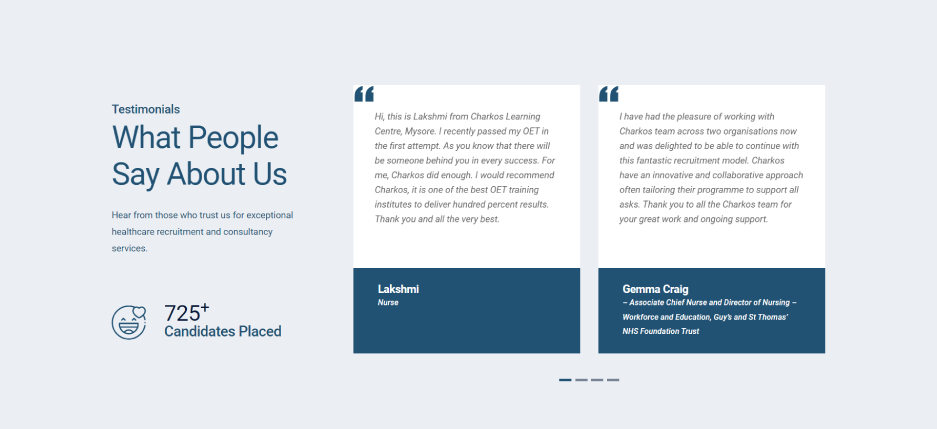 Testimonials
What People
Say About Us
Hear from those who trust us for exceptional
healthcare recruitment and consultancy
services.
725+
Candidates Placed
Hi, this is Lakshmi from Charkos Learning
Centre, Mysore. I recently passed my OET in
the first attempt. As you know that there will
be someone behind you in every success. For
me, Charkos did enough. I would recommend
Charkos, it is one of the best OET training
institutes to deliver hundred percent results.
Thank you and all the very best.
Lakshmi
Nurse
I have had the pleasure of working with
Charkos team across two organisations now
and was delighted to be able to continue with
this fantastic recruitment model. Charkos
have an innovative and collaborative approach
often tailoring their programme to support all
asks. Thank you to all the Charkos team for
your great work and ongoing support.
Gemma Craig
– Associate Chief Nurse and Director of Nursing –
Workforce and Education, Guy's and St Thomas'
NHS Foundation Trust